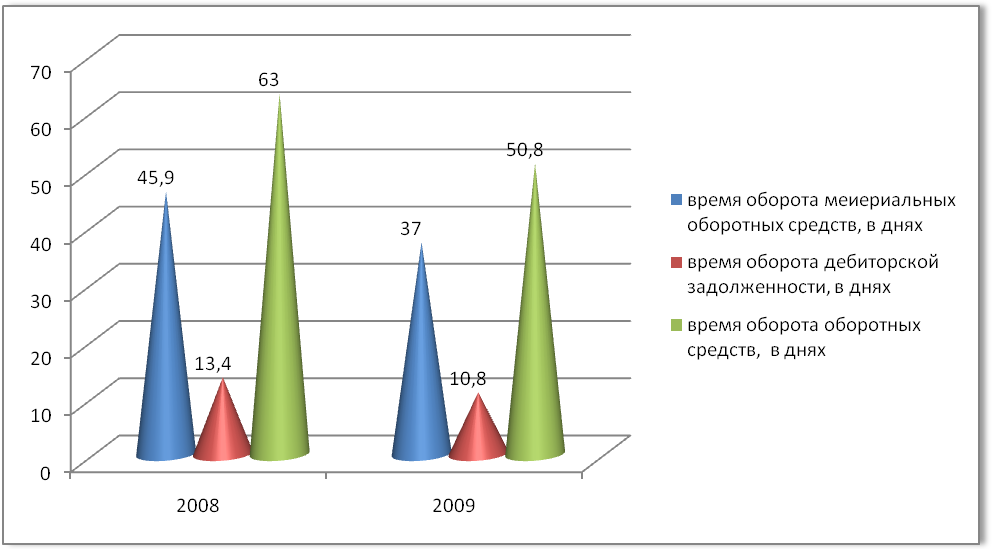 70
60
50
40
30
20
10
0
45,9
13,4
63
37
10,8
50,8
2008
2009
время оборота меиериальных
оборотных средств, в днях
время оборота дебиторской
задолженности, в днях
время оборота оборотных
средств,  в днях